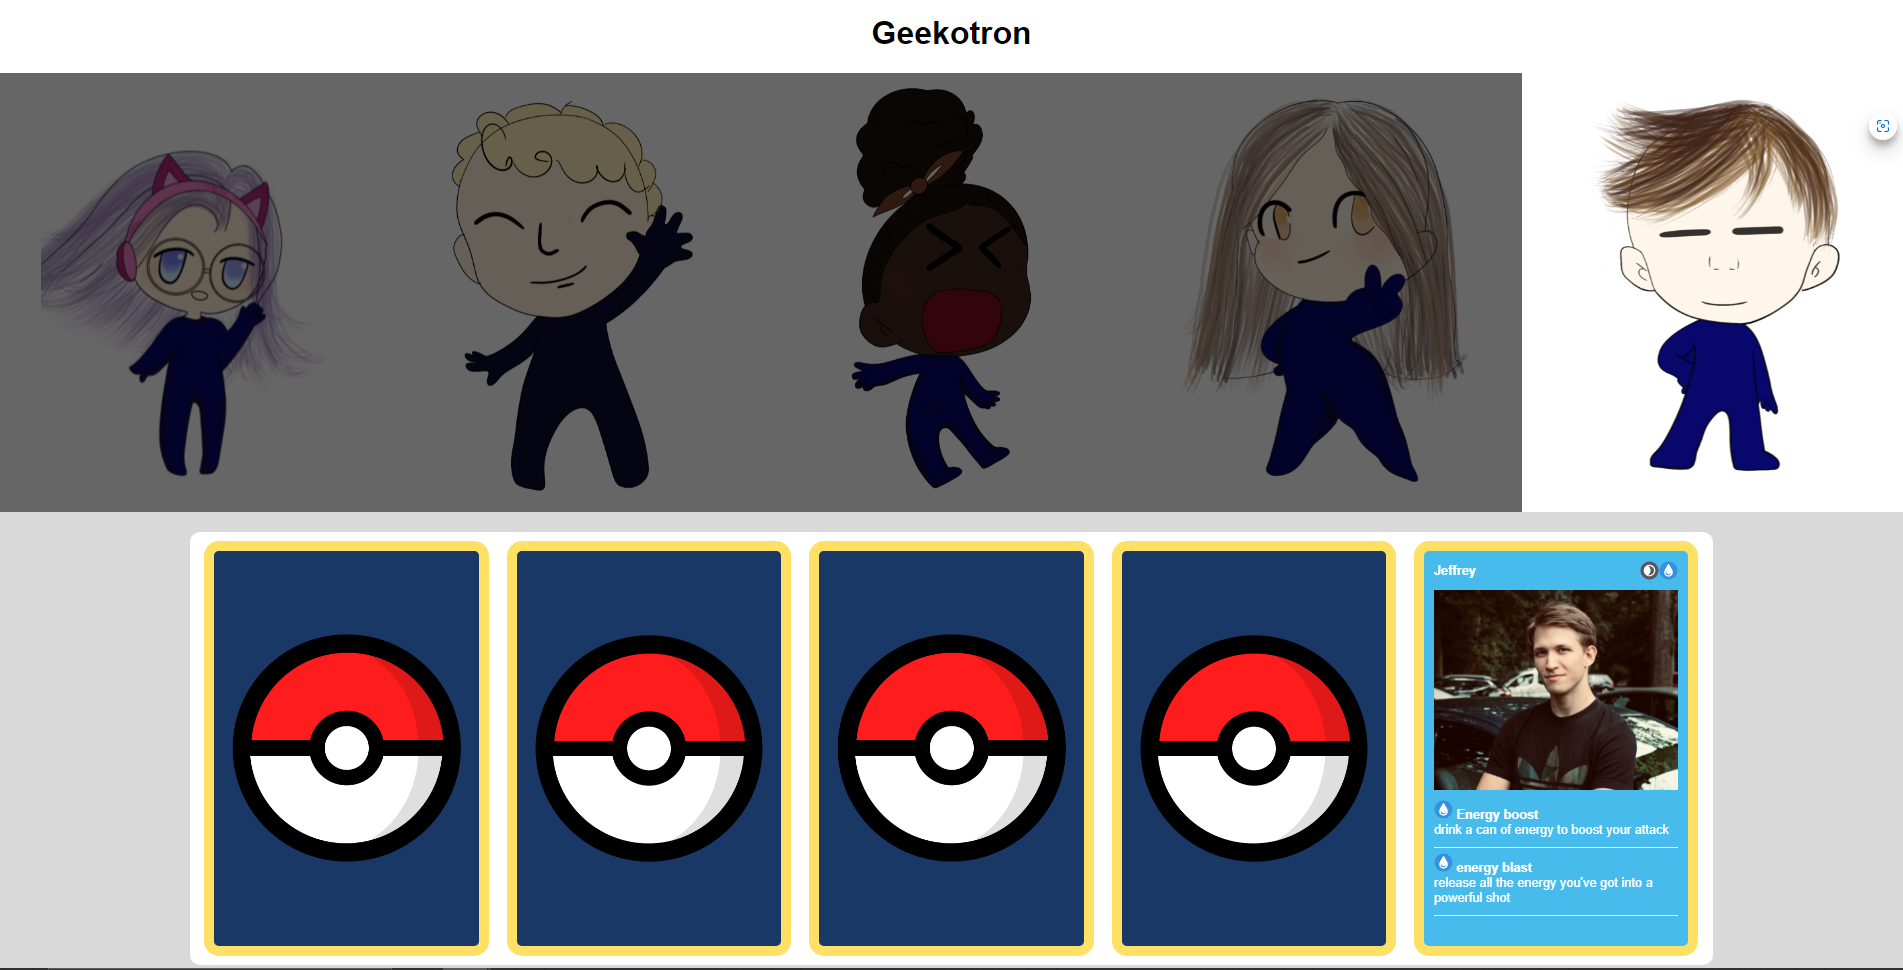 Geekotron
Jeffrey
Energy boost
drink a can of energy to boost your attack
energy blast
release all the energy you've got into a
powerful shot